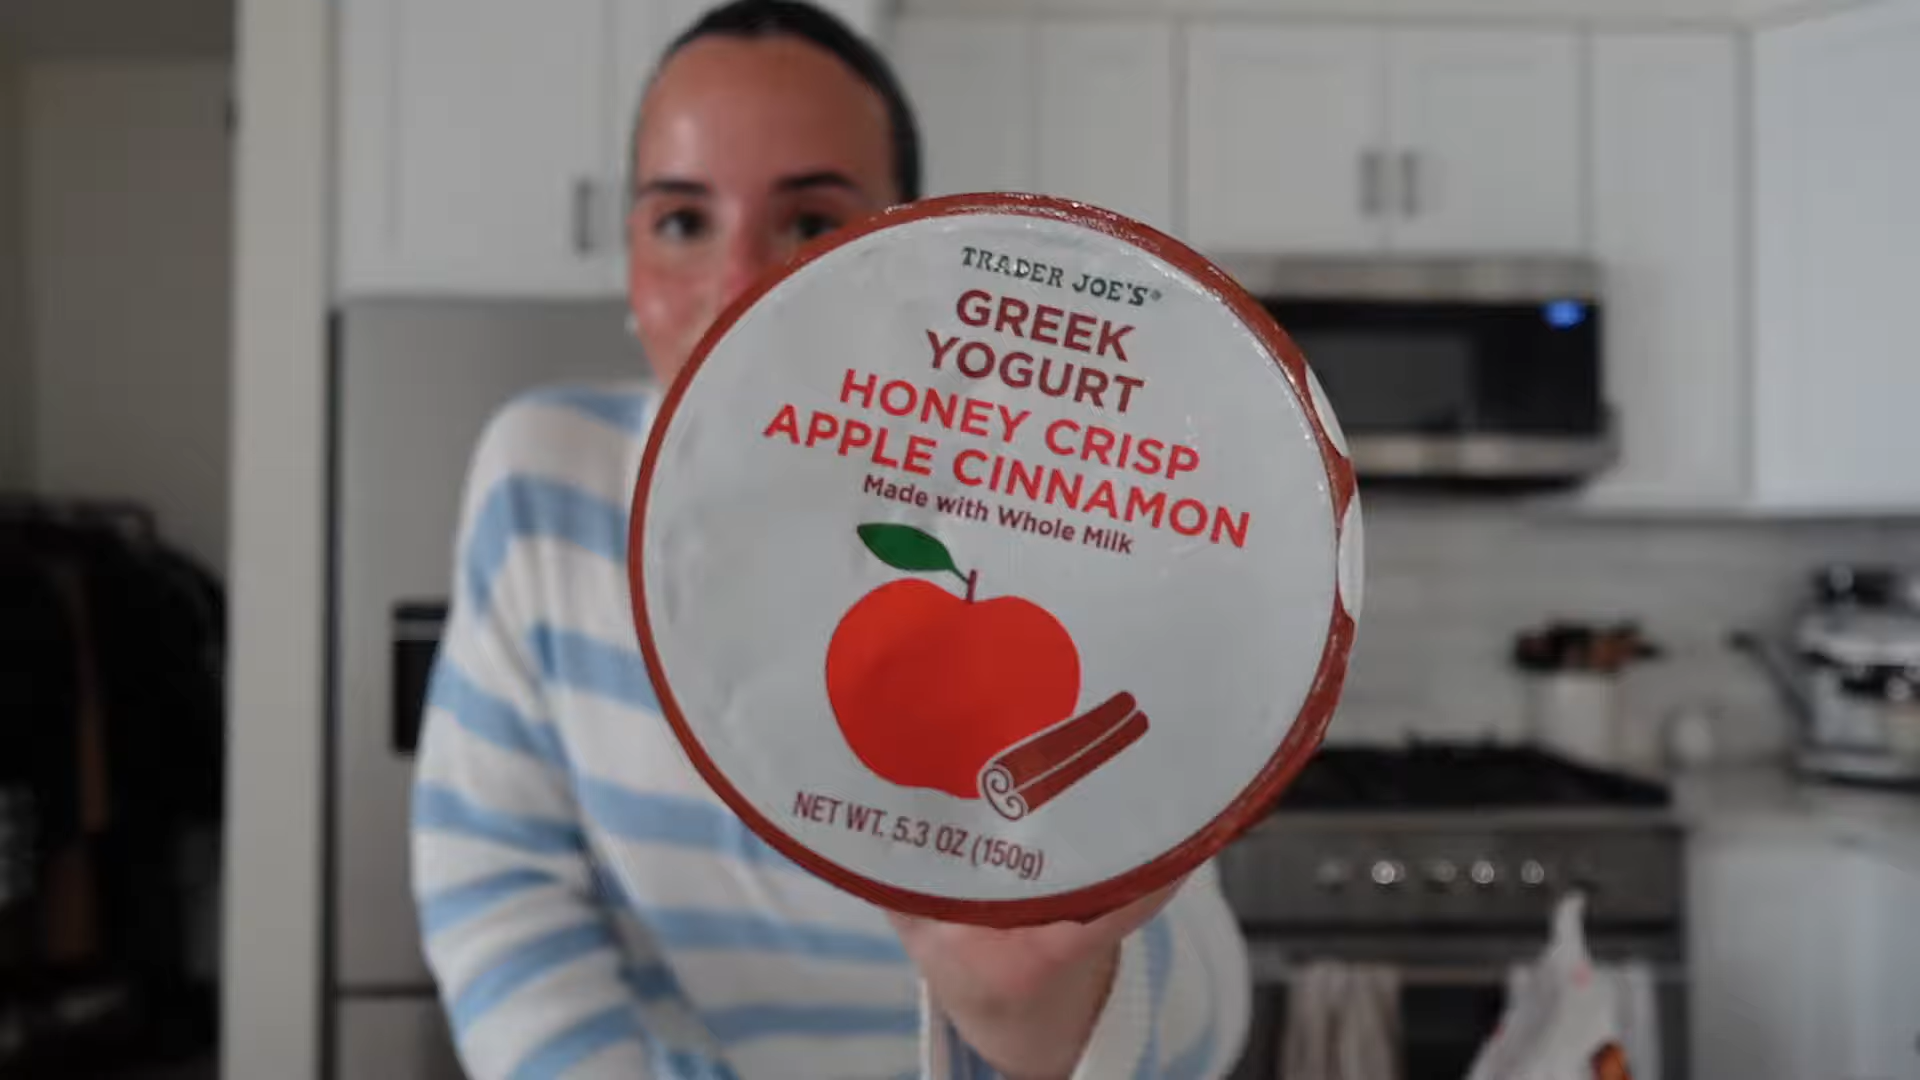 TRADER JOE'S®
GREEK
YOGURT
HONEY CRISP
APPLE CINNAMON
Made with Whole Milk
NET WT. 5.3 OZ (150g)